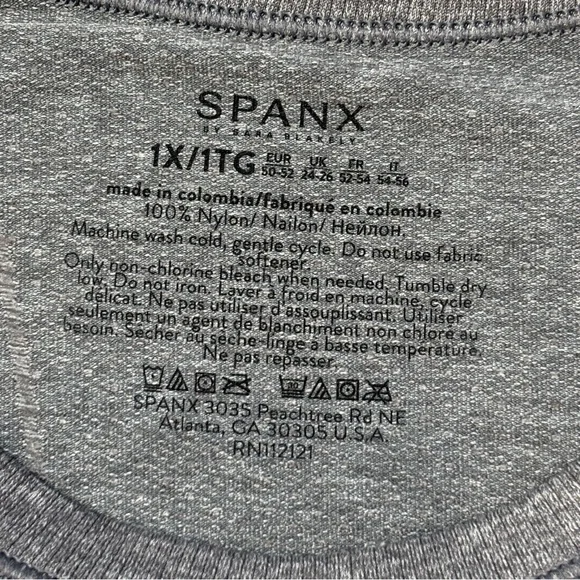 SPANX
BY SARA BLAKELY
1X/1TG EUR 50-52 UK 24-26 FR 52-54 IT 54-56
made in colombia/fabriqué en colombie
100% Nylon/ Nailon/ Нейлон.
Machine wash cold, gentle cycle. Do not use fabric
softener.
Only non-chlorine bleach when needed. Tumble dry
low. Do not iron. Laver à froid en machine, cycle
délicat. Ne pas utiliser d'assouplissant. Utiliser
seulement un agent de blanchiment non chloré au
besoin. Sécher au sèche-linge à basse température.
Ne pas repasser.
30
SPANX 3035 Peachtree Rd NE
Atlanta, GA 30305 U.S.A.
RN112121